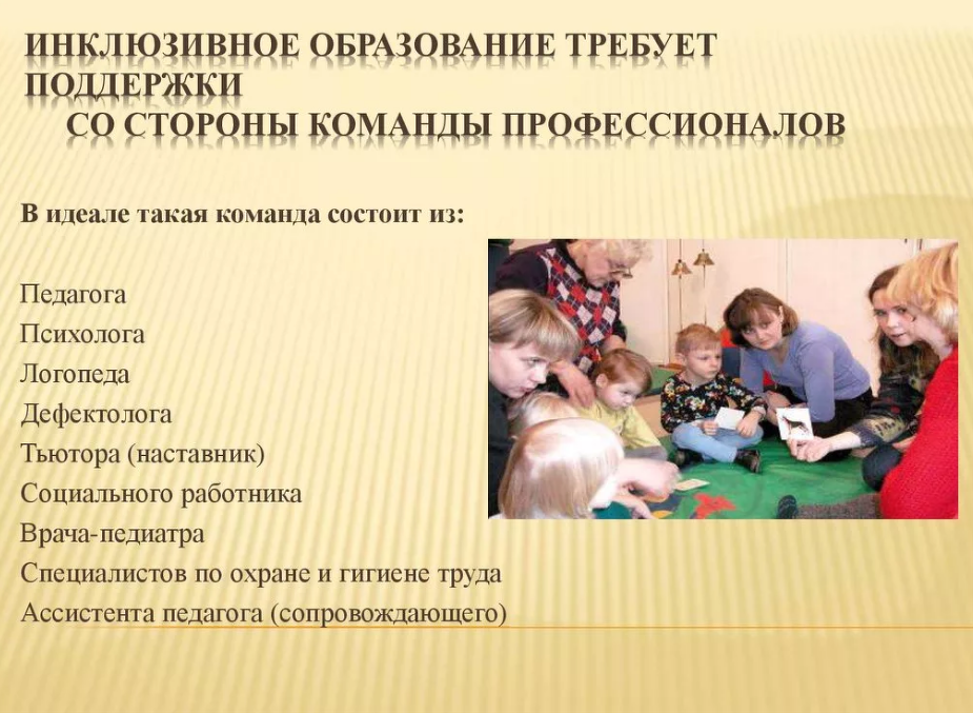 ИНКЛЮЗИВНОЕ ОБРАЗОВАНИЕ ТРЕБУЕТ
ПОДДЕРЖКИ
СО СТОРОНЫ КОМАНДЫ ПРОФЕССИОНАЛОВ
В идеале такая команда состоит из:
Педагога
Психолога
Логопеда
Дефектолога
Тьютора (наставник)
Социального работника
Врача-педиатра
Специалистов по охране и гигиене труда
Ассистента педагога (сопровождающего)